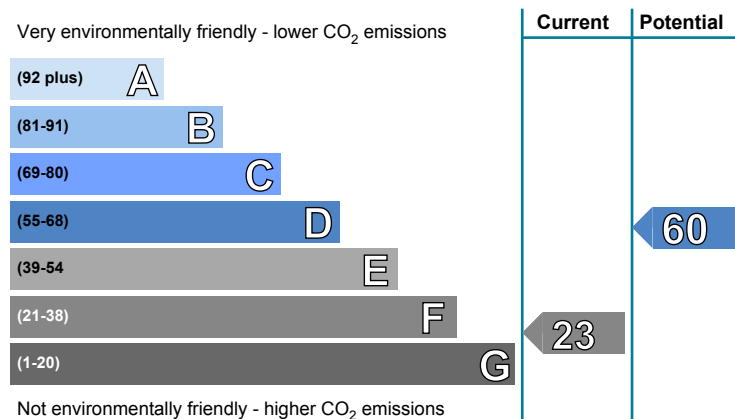 Current Potential
Very environmentally friendly - lower CO₂ emissions
(92 plus) A
(81-91) B
(69-80) C
(55-68) D
60
(39-54 E
(21-38) F
23
(1-20) G
Not environmentally friendly - higher CO₂ emissions